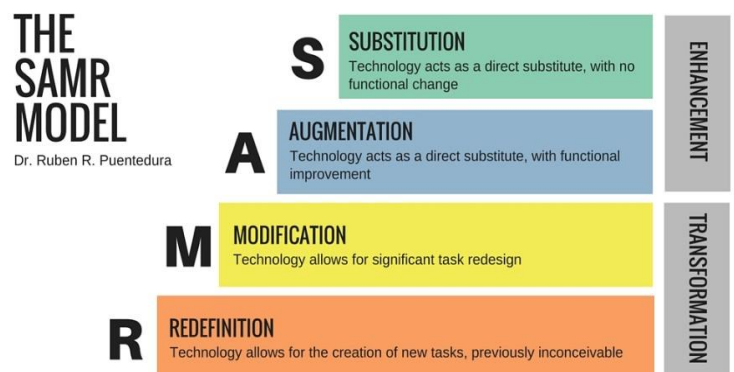 THE
SAMR
MODEL
Dr. Ruben R. Puentedura
S
SUBSTITUTION
Technology acts as a direct substitute, with no
functional change
A
AUGMENTATION
Technology acts as a direct substitute, with functional
improvement
ENHANCEMENT
M
MODIFICATION
Technology allows for significant task redesign
R
REDEFINITION
Technology allows for the creation of new tasks, previously inconceivable
TRANSFORMATION